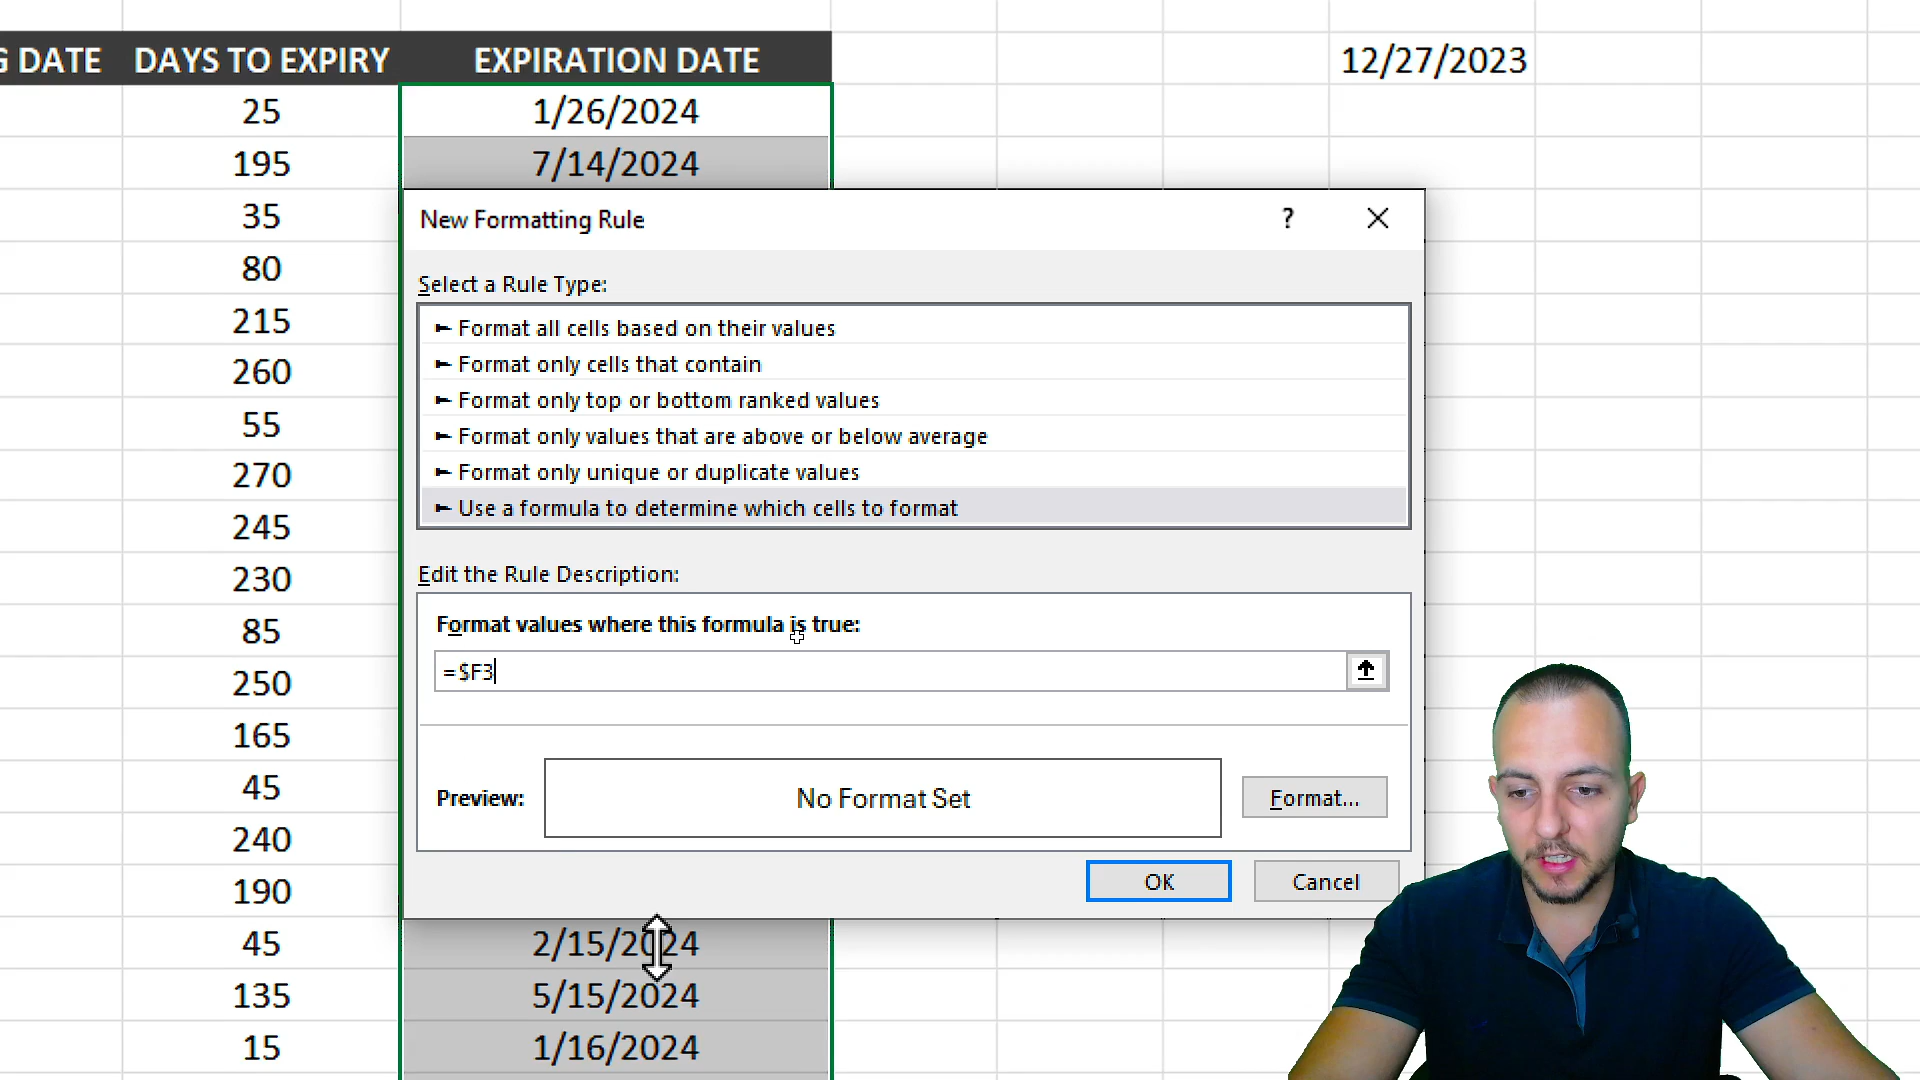 G DATE DAYS TO EXPIRY EXPIRATION DATE 12/27/2023
25 1/26/2024
195 7/14/2024
35
80
215
260
55
270
245
230
85
250
165
45
240
190
45 2/15/2024
135 5/15/2024
15 1/16/2024
New Formatting Rule ?
Select a Rule Type:
► Format all cells based on their values
► Format only cells that contain
► Format only top or bottom ranked values
► Format only values that are above or below average
► Format only unique or duplicate values
► Use a formula to determine which cells to format
Edit the Rule Description:
Format values where this formula is true:
=$F3
Preview: No Format Set Format...
OK Cancel